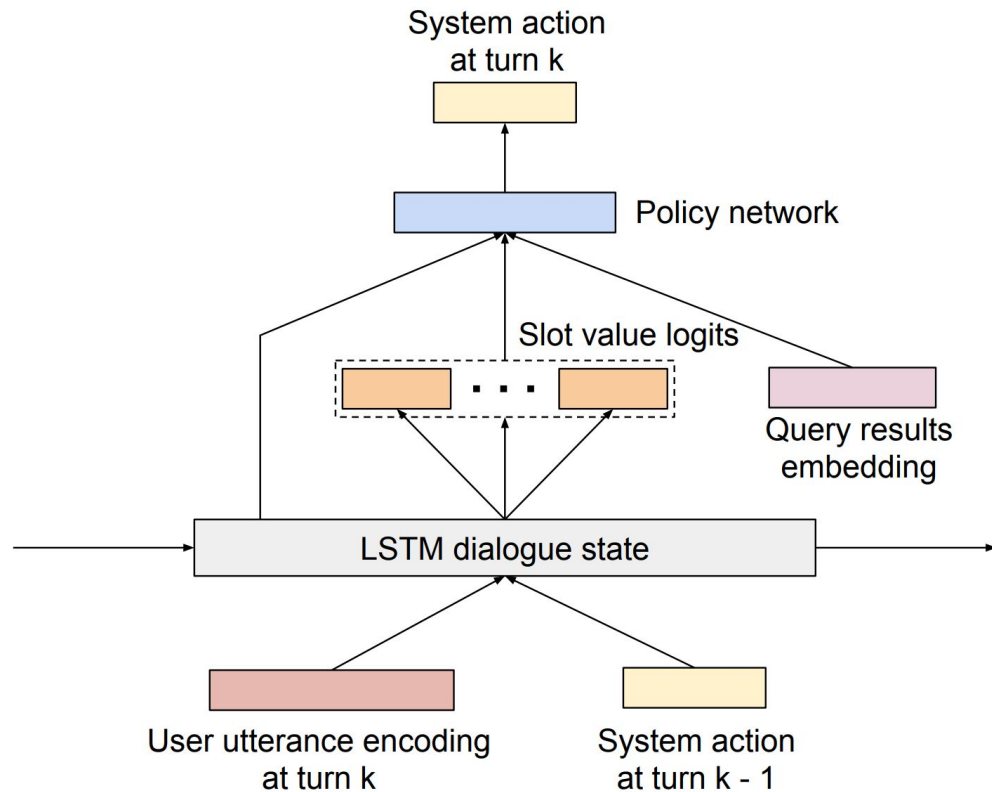 System action
at turn k
Policy network
Slot value logits
Query results
embedding
LSTM dialogue state
User utterance encoding
at turn k
System action
at turn k - 1